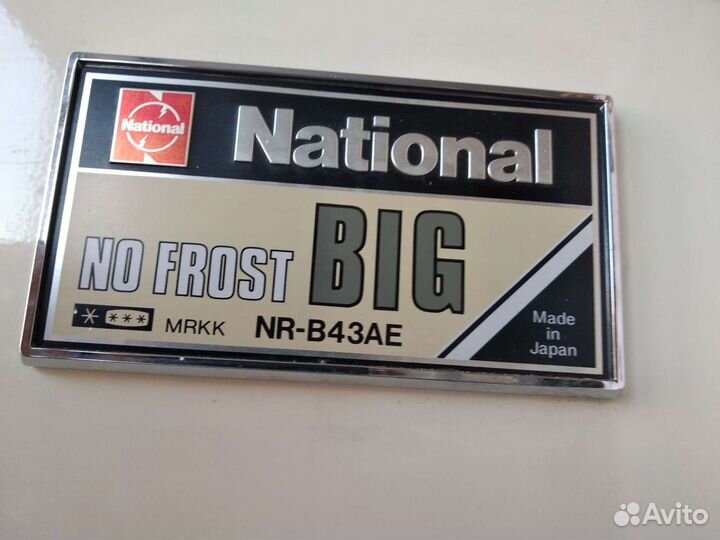 National
National
NO FROST BIG
* *** MRKK NR-B43AE
Made
in
Japan
Avito